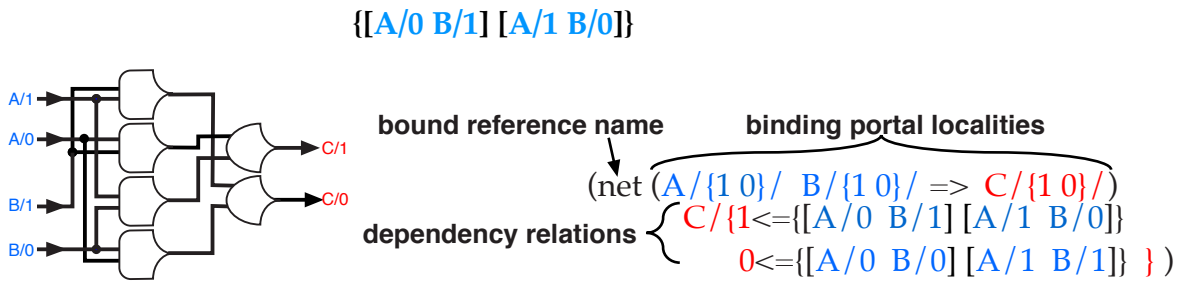 {[A/0 B/1] [A/1 B/0]}
A/1
A/0
B/1
B/0
C/1
C/0
bound reference name
binding portal localities
(net (A/{1 0}/ B/{1 0}/ => C/{1 0}/)
dependency relations
C/{1<={[A/0 B/1] [A/1 B/0]}
0<={[A/0 B/0] [A/1 B/1]} } )